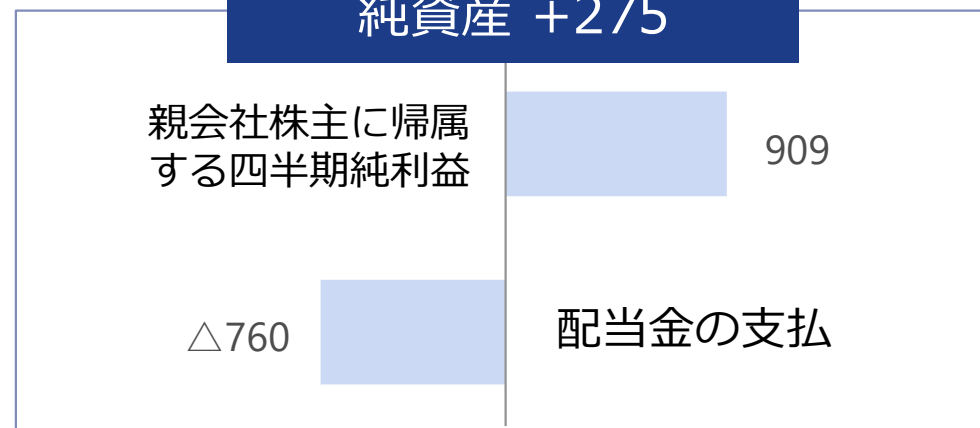 純資産 +275
親会社株主に帰属
する四半期純利益
909
△760
配当金の支払